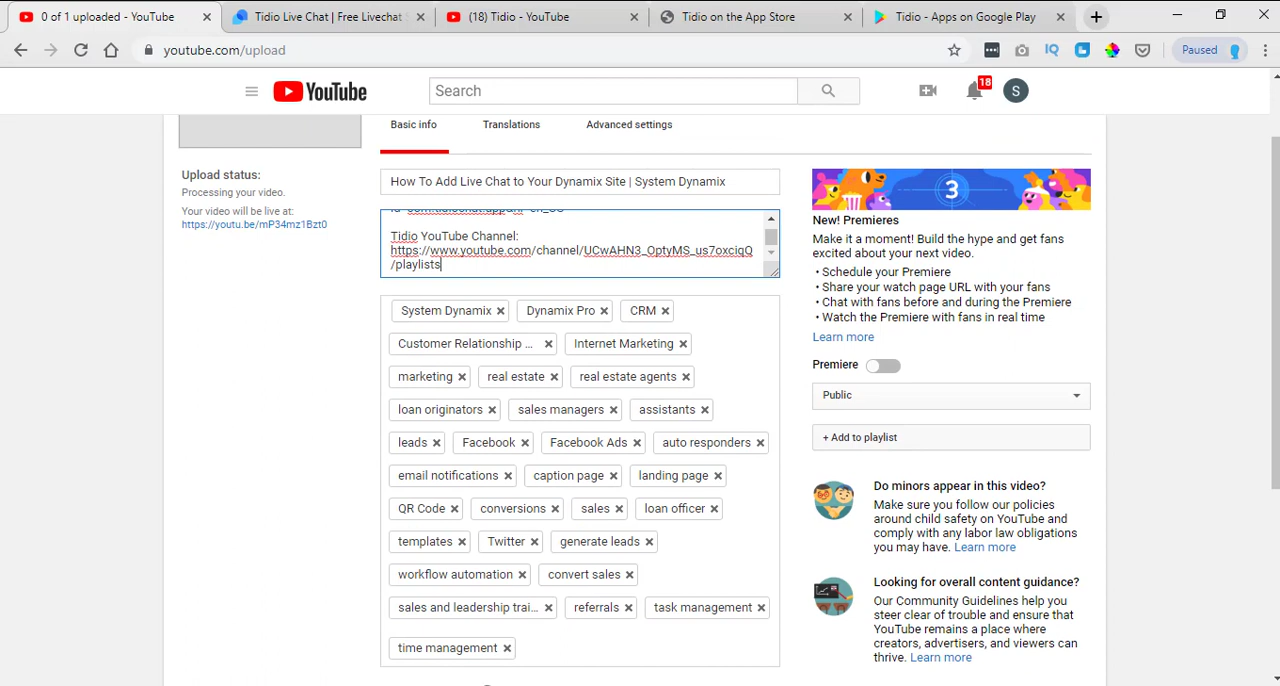 0 of 1 uploaded - YouTube
Tidio Live Chat | Free Livechat
(18) Tidio - YouTube
Tidio on the App Store
Tidio - Apps on Google Play
youtube.com/upload
IQ
Paused
YouTube
Search
18
S
Basic info
Translations
Advanced settings
Upload status:
Processing your video.
Your video will be live at:
https://youtu.be/mP34mz1Bzt0
How To Add Live Chat to Your Dynamix Site | System Dynamix
Tidio YouTube Channel:
https://www.youtube.com/channel/UCwAHN3_OptyMS_us7oxciqQ
/playlists
System Dynamix
Dynamix Pro
CRM
Customer Relationship ...
Internet Marketing
marketing
real estate
real estate agents
loan originators
sales managers
assistants
leads
Facebook
Facebook Ads
auto responders
email notifications
caption page
landing page
QR Code
conversions
sales
loan officer
templates
Twitter
generate leads
workflow automation
convert sales
sales and leadership trai...
referrals
task management
time management
3
New! Premieres
Make it a moment! Build the hype and get fans
excited about your next video.
• Schedule your Premiere
• Share your watch page URL with your fans
• Chat with fans before and during the Premiere
• Watch the Premiere with fans in real time
Learn more
Premiere
Public
+ Add to playlist
Do minors appear in this video?
Make sure you follow our policies
around child safety on YouTube and
comply with any labor law obligations
you may have. Learn more
Looking for overall content guidance?
Our Community Guidelines help you
steer clear of trouble and ensure that
YouTube remains a place where
creators, advertisers, and viewers can
thrive. Learn more